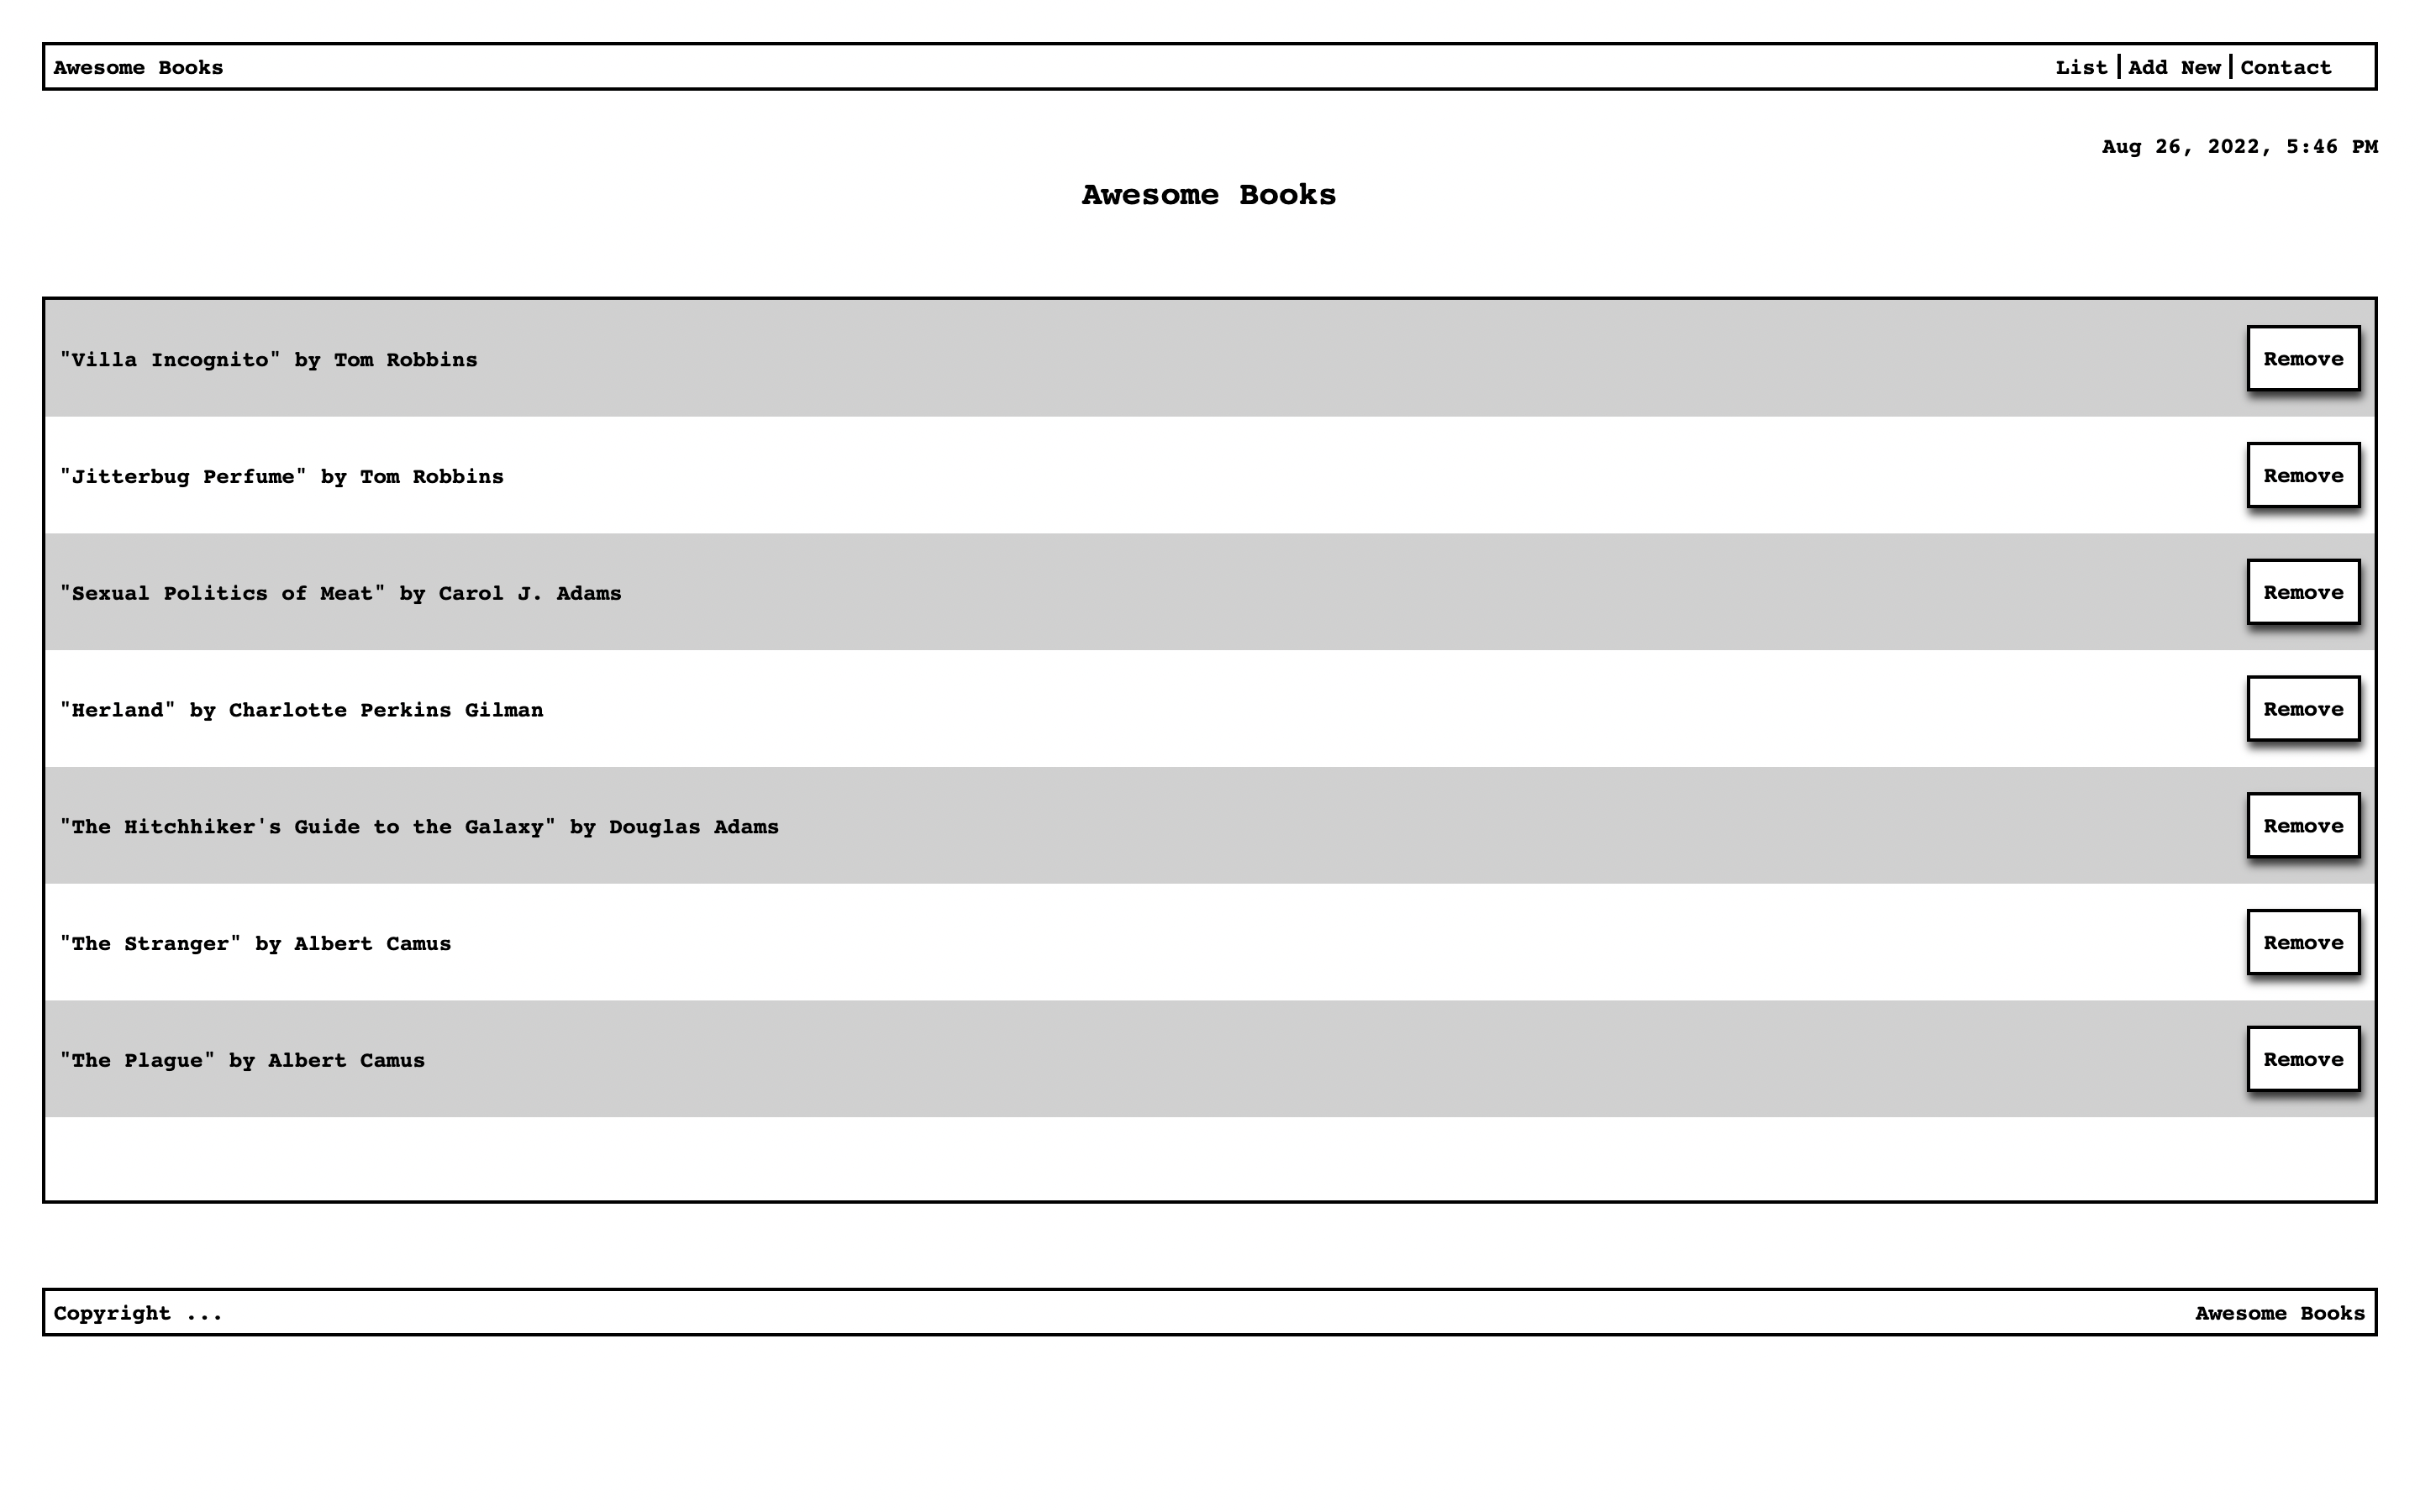 Awesome Books
List Add New Contact
Aug 26, 2022, 5:46 PM
Awesome Books
"Villa Incognito" by Tom Robbins Remove
"Jitterbug Perfume" by Tom Robbins Remove
"Sexual Politics of Meat" by Carol J. Adams Remove
"Herland" by Charlotte Perkins Gilman Remove
"The Hitchhiker's Guide to the Galaxy" by Douglas Adams Remove
"The Stranger" by Albert Camus Remove
"The Plague" by Albert Camus Remove
Copyright ... Awesome Books